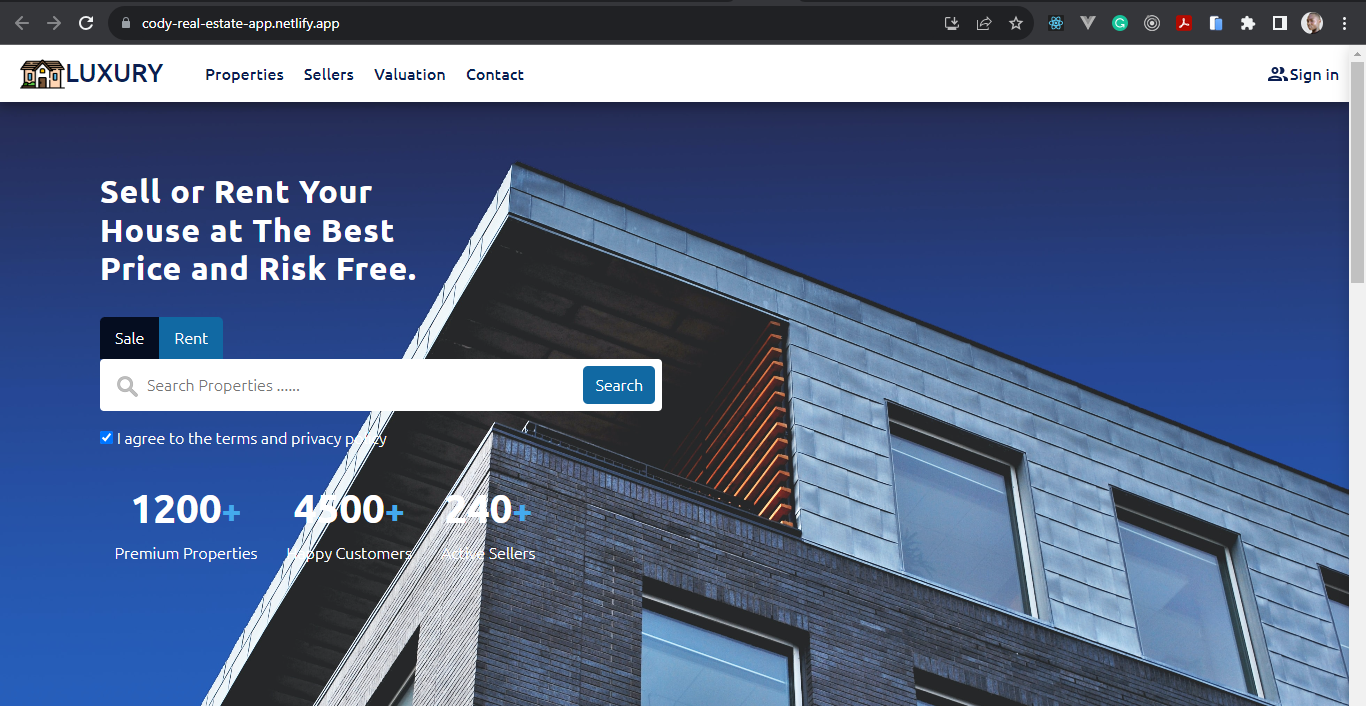 cody-real-estate-app.netlify.app
LUXURY
Properties Sellers Valuation Contact
Sign in
Sell or Rent Your
House at The Best
Price and Risk Free.
Sale Rent
Search Properties ......
Search
I agree to the terms and privacy policy
1200+ 4500+ 240+
Premium Properties Happy Customers Active Sellers